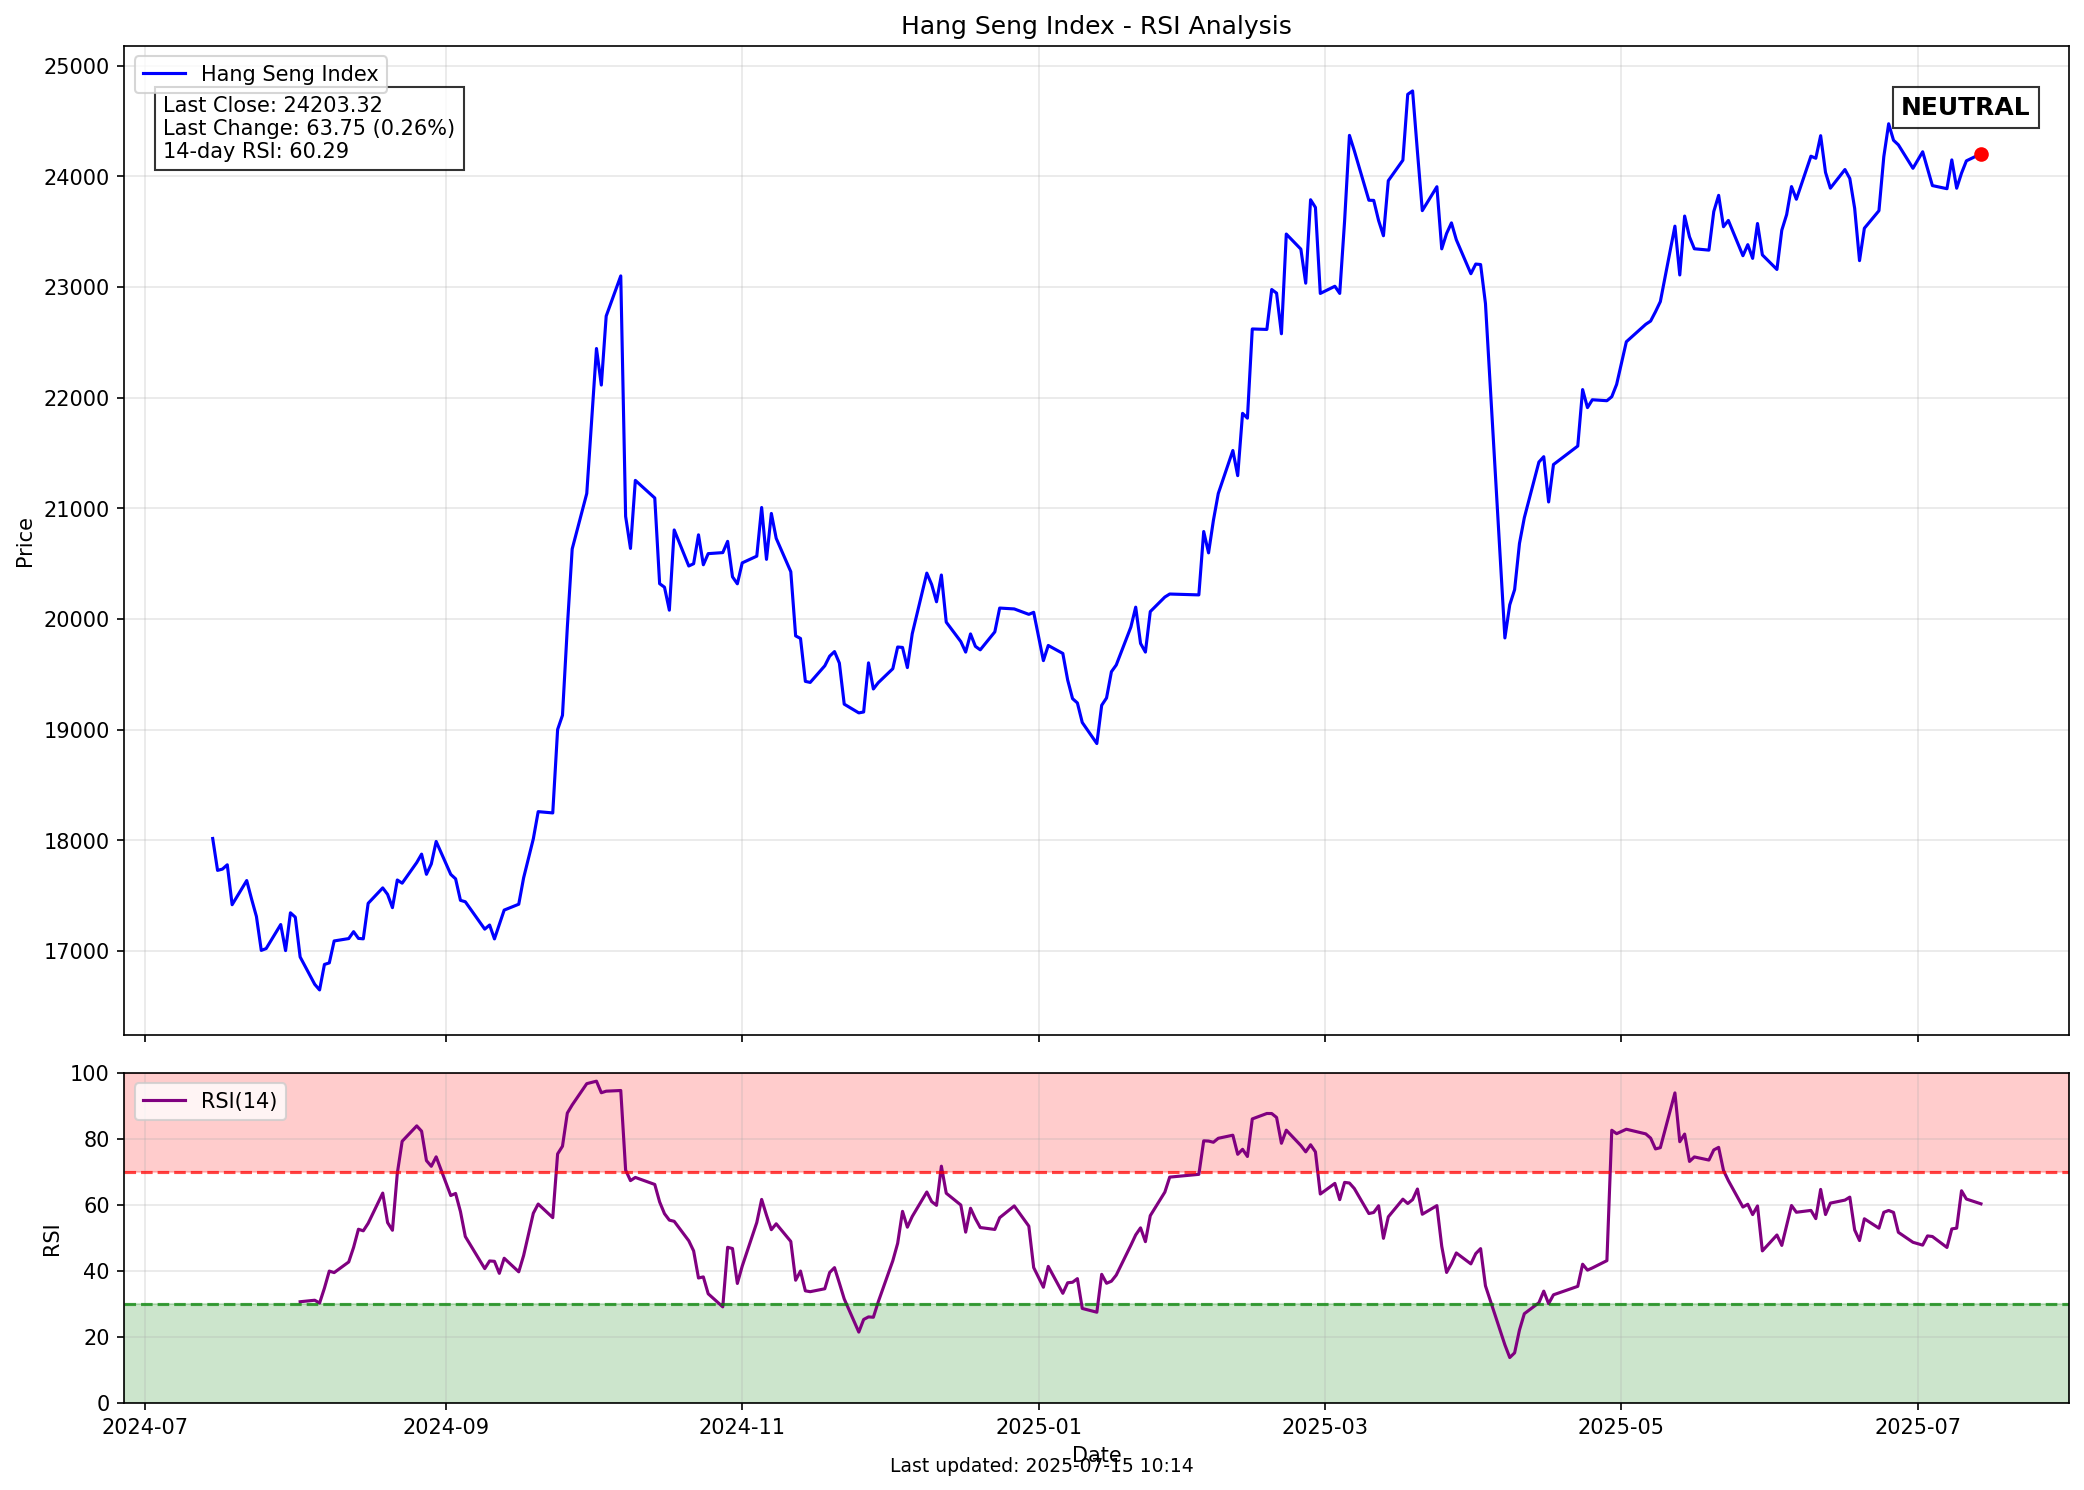 Hang Seng Index - RSI Analysis
Hang Seng Index
Last Close: 24203.32
Last Change: 63.75 (0.26%)
14-day RSI: 60.29
NEUTRAL
Price
25000
24000
23000
22000
21000
20000
19000
18000
17000
RSI(14)
RSI
100
80
60
40
20
0
2024-07
2024-09
2024-11
2025-01
2025-03
2025-05
2025-07
Date
Last updated: 2025-07-15 10:14